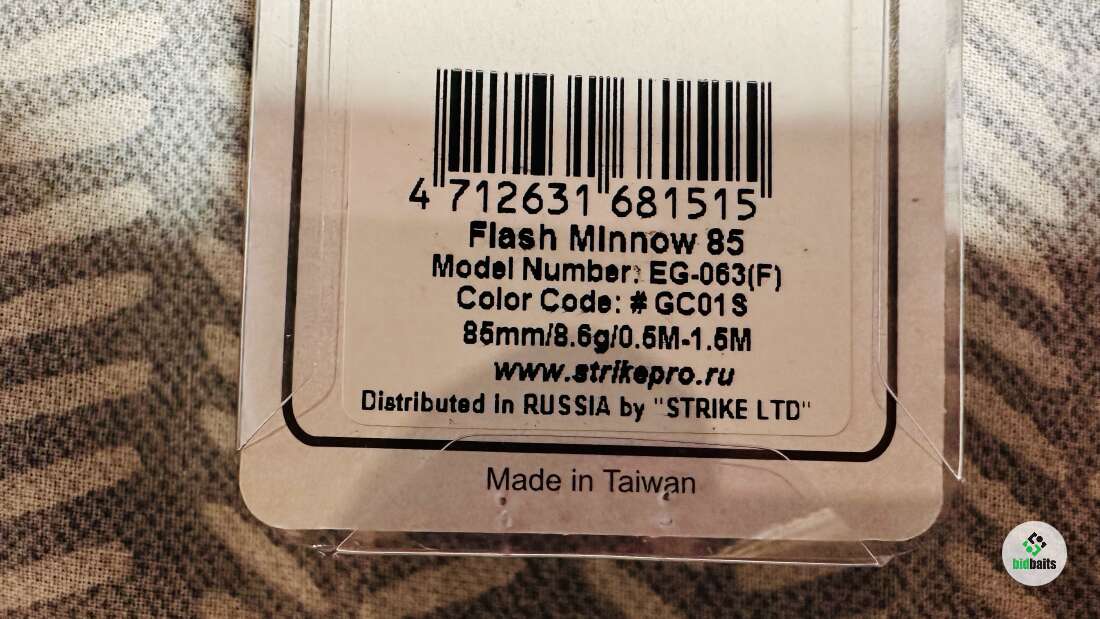 4 712631 681515
Flash Minnow 85
Model Number: EG-063(F)
Color Code: # GC01S
85mm/8.6g/0.5M-1.5M
www.strikepro.ru
Distributed in RUSSIA by "STRIKE LTD"
Made in Taiwan
bidbaits